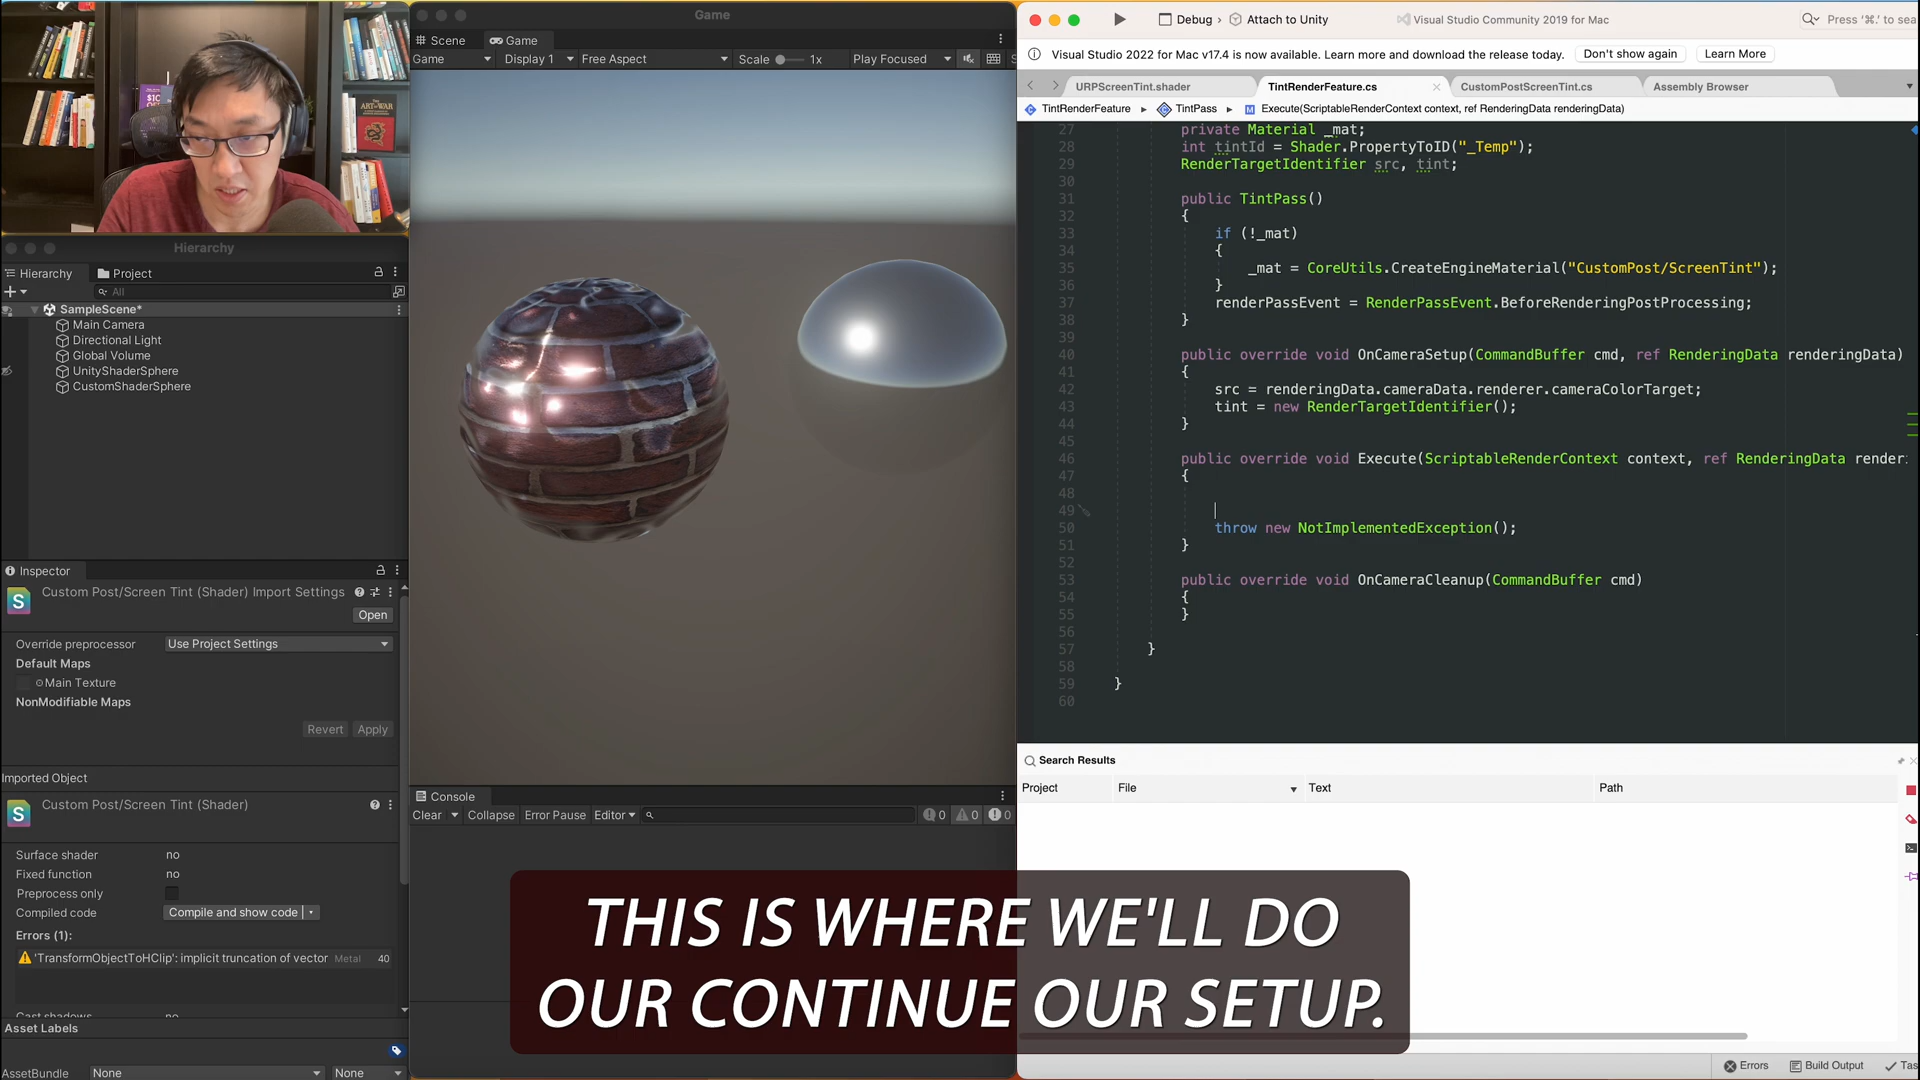 THE ART OF WAR
Hierarchy
Hierarchy
Project
All
SampleScene*
Main Camera
Directional Light
Global Volume
UnityShaderSphere
CustomShaderSphere
Inspector
Custom Post/Screen Tint (Shader) Import Settings
Open
Override preprocessor
Use Project Settings
Default Maps
Main Texture
NonModifiable Maps
Revert
Apply
Imported Object
Custom Post/Screen Tint (Shader)
Surface shader no
Fixed function no
Preprocess only
Compiled code
Compile and show code
Errors (1):
'TransformObjectToHClip': implicit truncation of vector Metal 40
Cast shadows no
Asset Labels
AssetBundle None None
Game
Scene
Game
Game
Display 1
Free Aspect
Scale 1x
Play Focused
Console
Clear Collapse Error Pause Editor
0 0 0
Debug › Attach to Unity
Visual Studio Community 2019 for Mac
Press '⌘.' to sea
Visual Studio 2022 for Mac v17.4 is now available. Learn more and download the release today.
Don't show again
Learn More
URPScreenTint.shader
TintRenderFeature.cs
CustomPostScreenTint.cs
Assembly Browser
TintRenderFeature ▸ TintPass ▸ Execute(ScriptableRenderContext context, ref RenderingData renderingData)
27 private Material _mat;
28 int tintId = Shader.PropertyToID("_Temp");
29 RenderTargetIdentifier src, tint;
30
31 public TintPass()
32 {
33 if (!_mat)
34 {
35 _mat = CoreUtils.CreateEngineMaterial("CustomPost/ScreenTint");
36 }
37 renderPassEvent = RenderPassEvent.BeforeRenderingPostProcessing;
38 }
39
40 public override void OnCameraSetup(CommandBuffer cmd, ref RenderingData renderingData)
41 {
42 src = renderingData.cameraData.renderer.cameraColorTarget;
43 tint = new RenderTargetIdentifier();
44 }
45
46 public override void Execute(ScriptableRenderContext context, ref RenderingData render
47 {
48
49
50 throw new NotImplementedException();
51 }
52
53 public override void OnCameraCleanup(CommandBuffer cmd)
54 {
55 }
56
57 }
58
59 }
60
Search Results
Project File Text Path
Errors
Build Output
Tas
THIS IS WHERE WE'LL DO
OUR CONTINUE OUR SETUP.